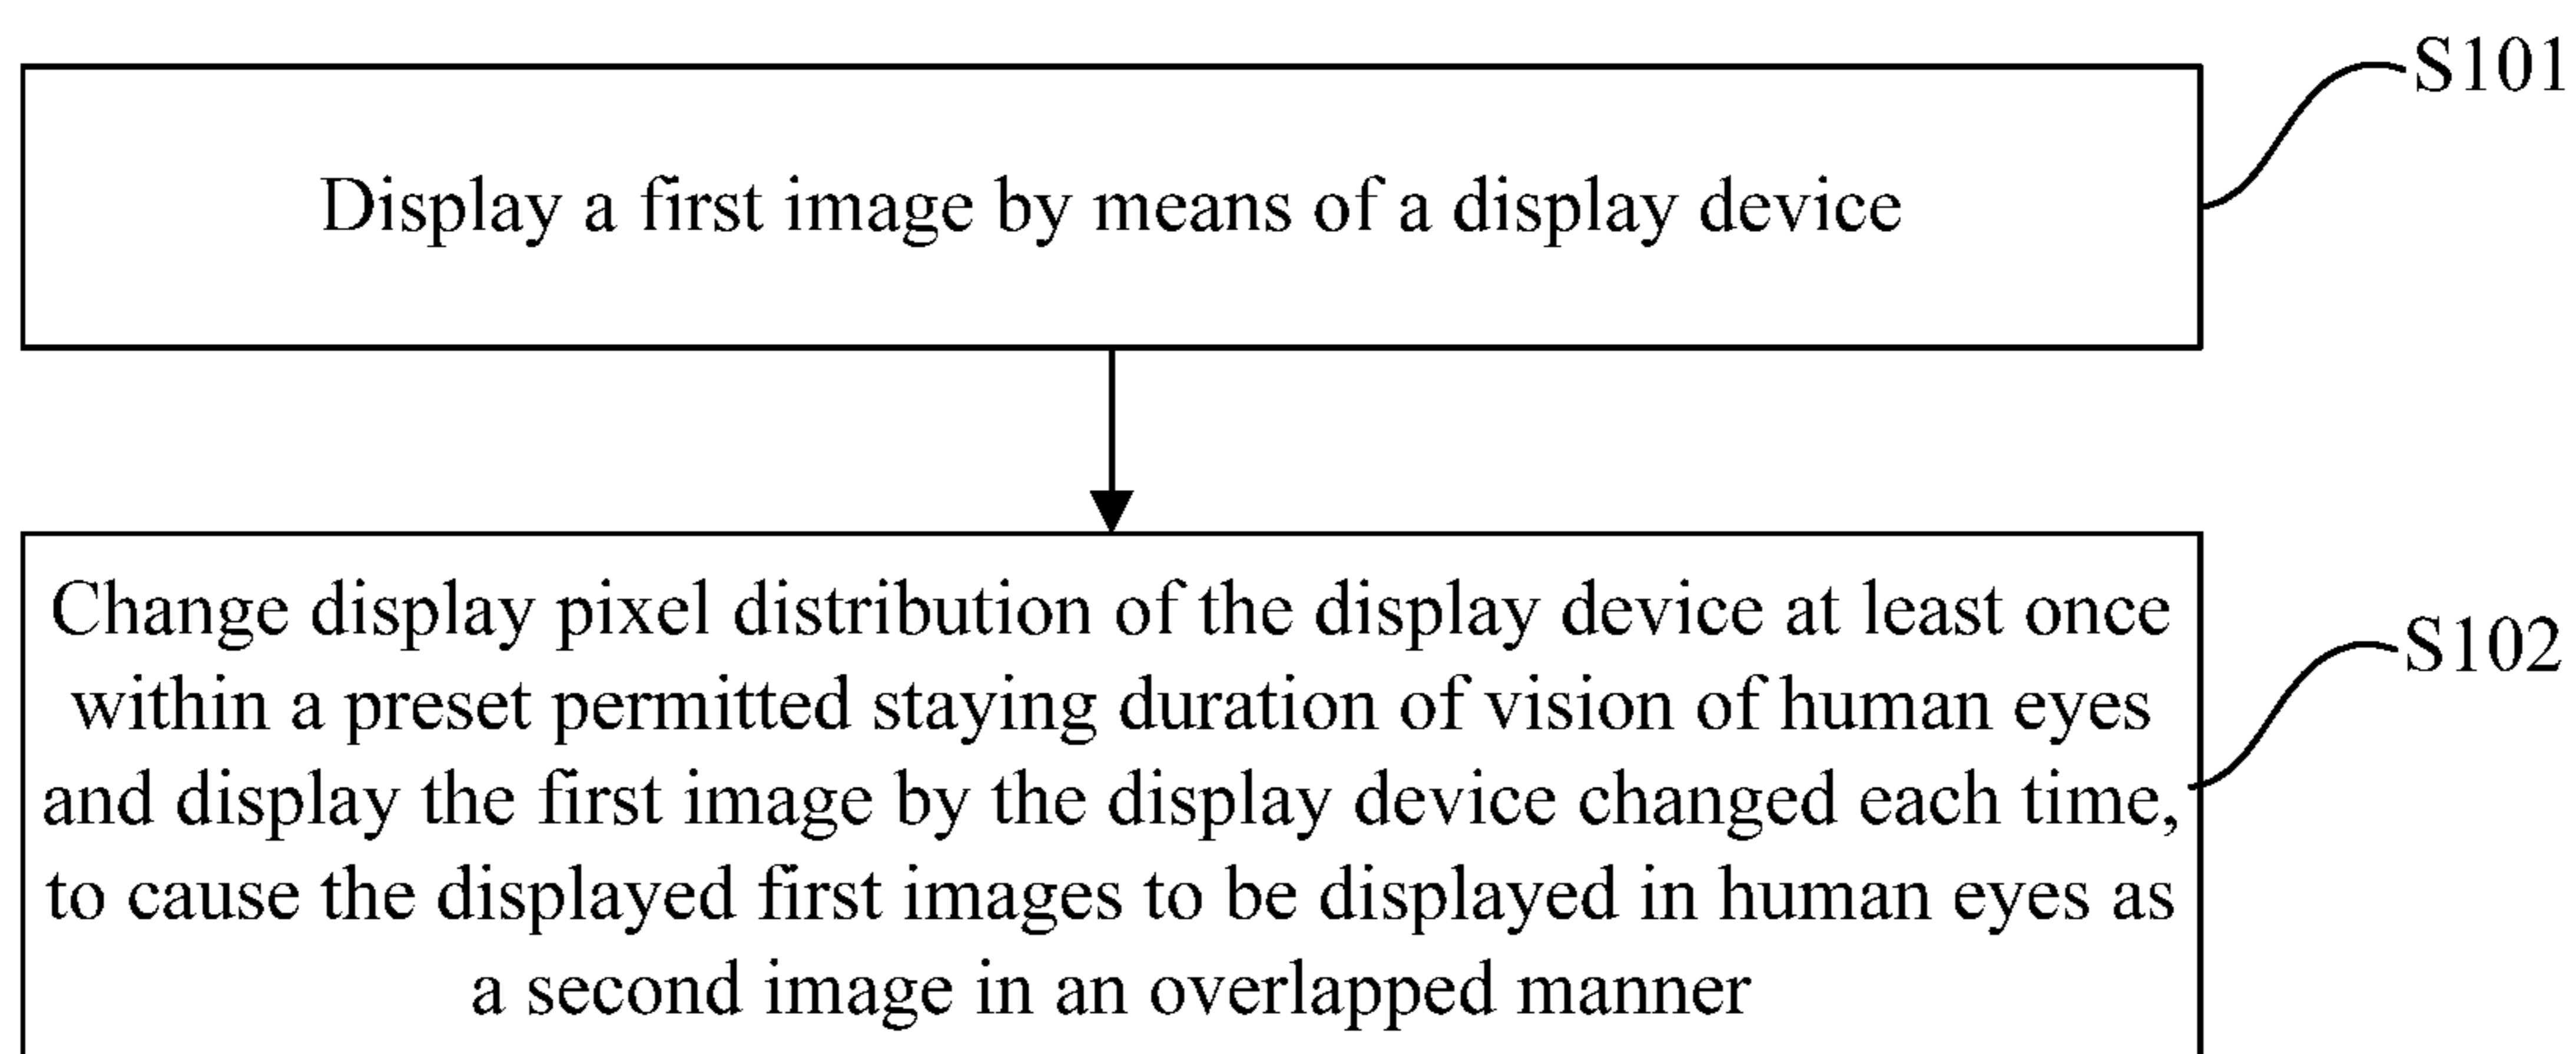 S101
Display a first image by means of a display device
Change display pixel distribution of the display device at least once
within a preset permitted staying duration of vision of human eyes
and display the first image by the display device changed each time,
to cause the displayed first images to be displayed in human eyes as
a second image in an overlapped manner
S102